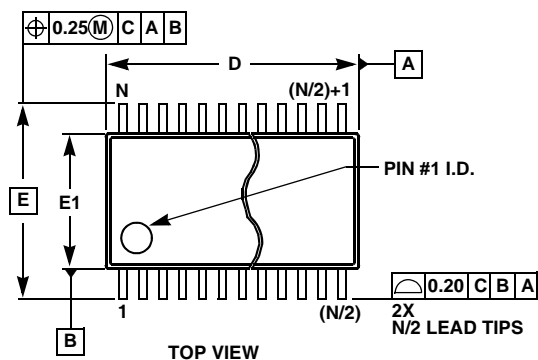 0.25 M C A B
D
A
N
(N/2)+1
PIN #1 I.D.
E
E1
0.20 C B A
1
(N/2)
2X
N/2 LEAD TIPS
B
TOP VIEW